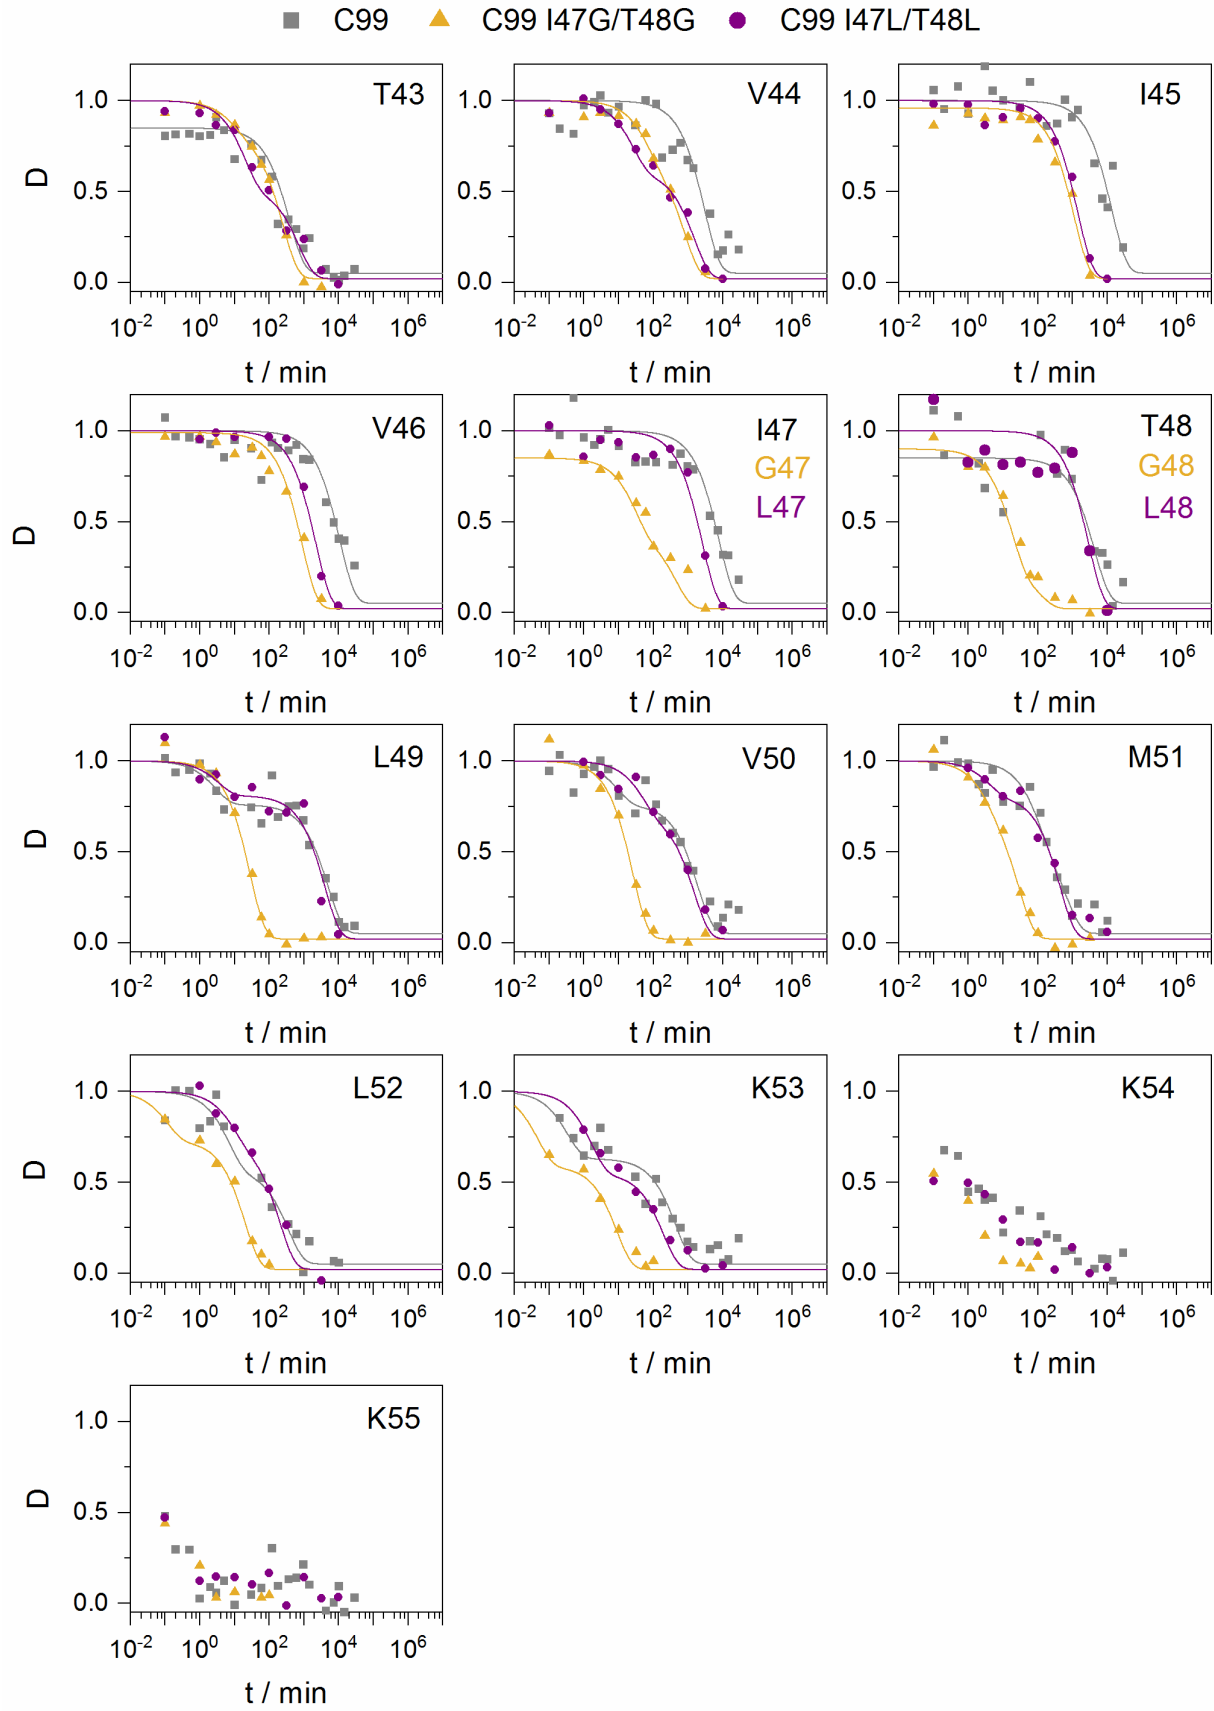 C99 C99 I47G/T48G C99 I47L/T48L
T43 V44 I45
1.0 1.0 1.0
D 0.5 0.5 0.5
0.0 0.0 0.0
10-2 100 102 104 106 10-2 100 102 104 106 10-2 100 102 104 106
t / min t / min t / min
V46 I47 T48
1.0 1.0 1.0
G47 G48
L47 L48
D 0.5 0.5 0.5
0.0 0.0 0.0
10-2 100 102 104 106 10-2 100 102 104 106 10-2 100 102 104 106
t / min t / min t / min
L49 V50 M51
1.0 1.0 1.0
D 0.5 0.5 0.5
0.0 0.0 0.0
10-2 100 102 104 106 10-2 100 102 104 106 10-2 100 102 104 106
t / min t / min t / min
L52 K53 K54
1.0 1.0 1.0
D 0.5 0.5 0.5
0.0 0.0 0.0
10-2 100 102 104 106 10-2 100 102 104 106 10-2 100 102 104 106
t / min t / min t / min
K55
1.0
D 0.5
0.0
10-2 100 102 104 106
t / min